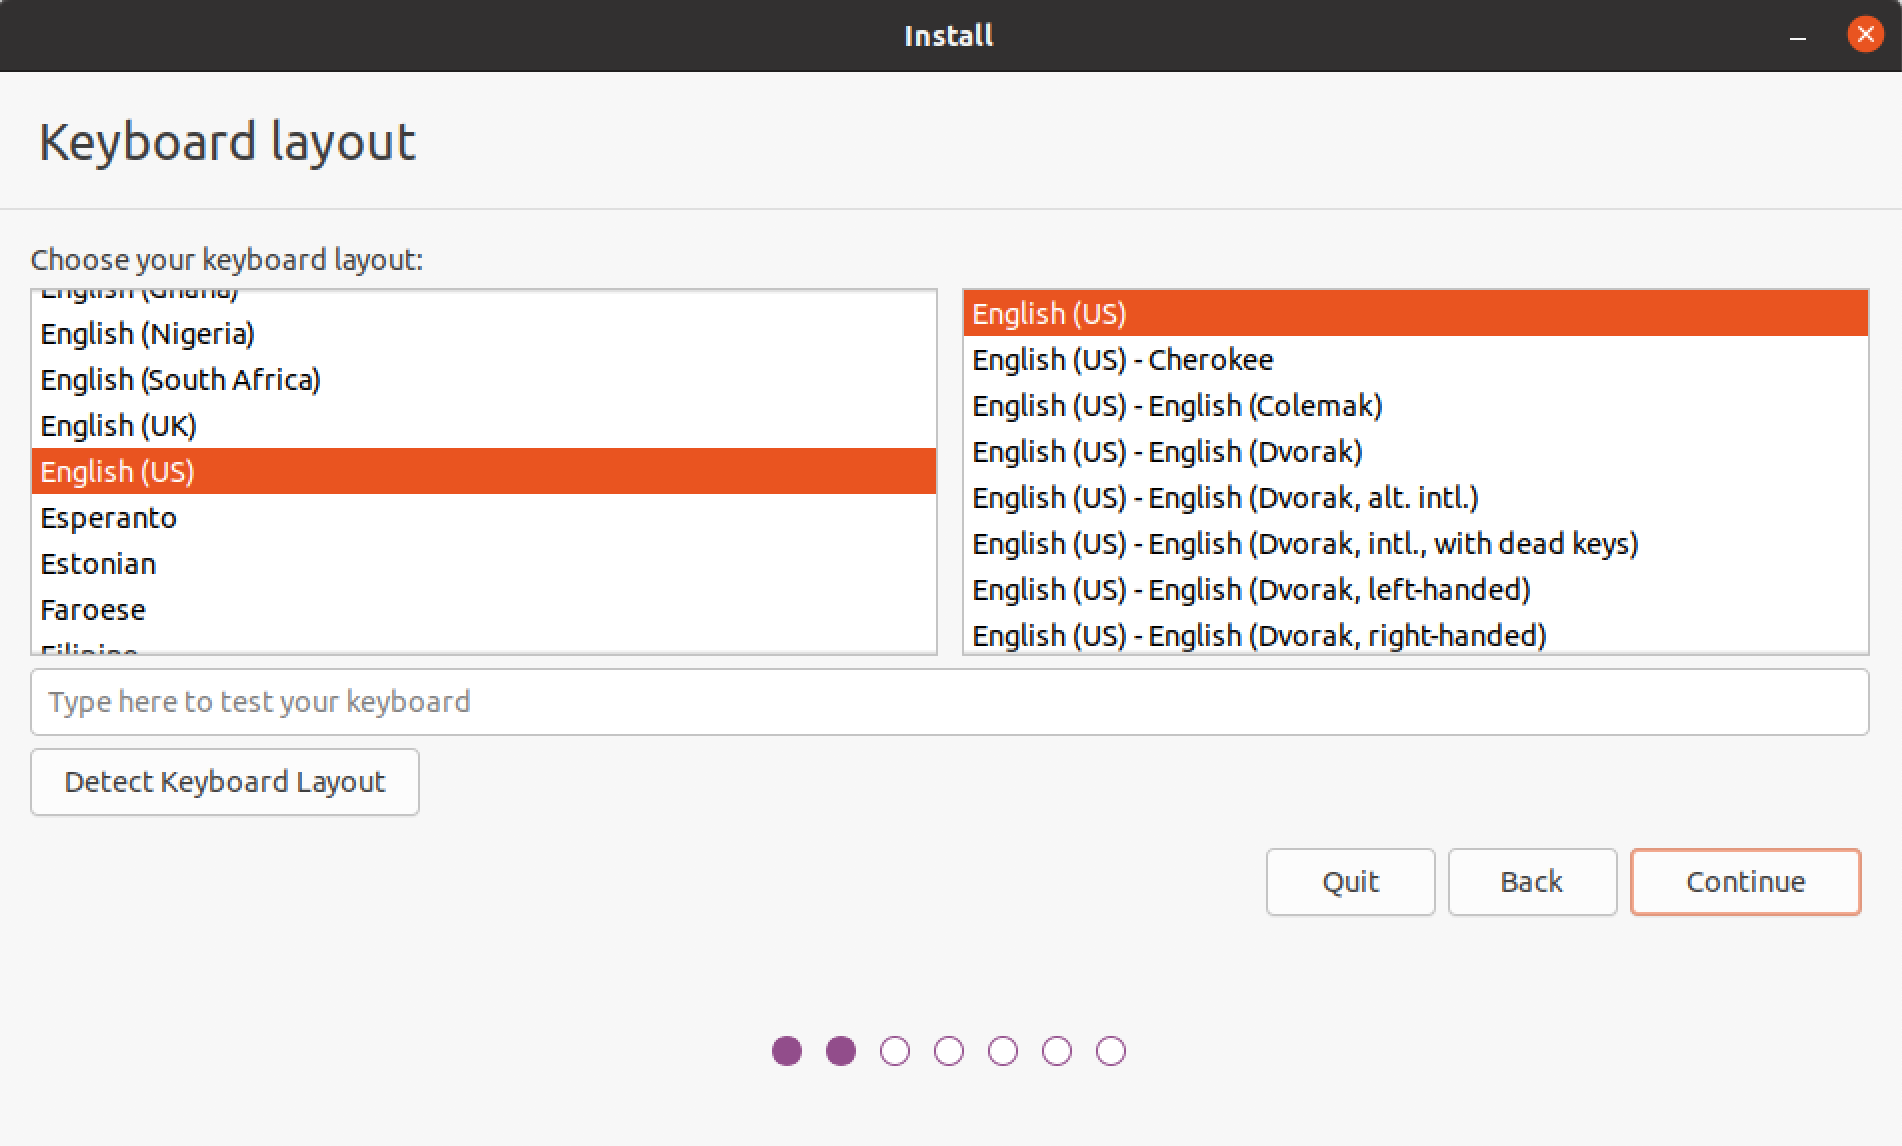 Install
Keyboard layout
Choose your keyboard layout:
English (Ghana)
English (Nigeria)
English (South Africa)
English (UK)
English (US)
Esperanto
Estonian
Faroese
Filipino
English (US)
English (US) - Cherokee
English (US) - English (Colemak)
English (US) - English (Dvorak)
English (US) - English (Dvorak, alt. intl.)
English (US) - English (Dvorak, intl., with dead keys)
English (US) - English (Dvorak, left-handed)
English (US) - English (Dvorak, right-handed)
Type here to test your keyboard
Detect Keyboard Layout
Quit
Back
Continue